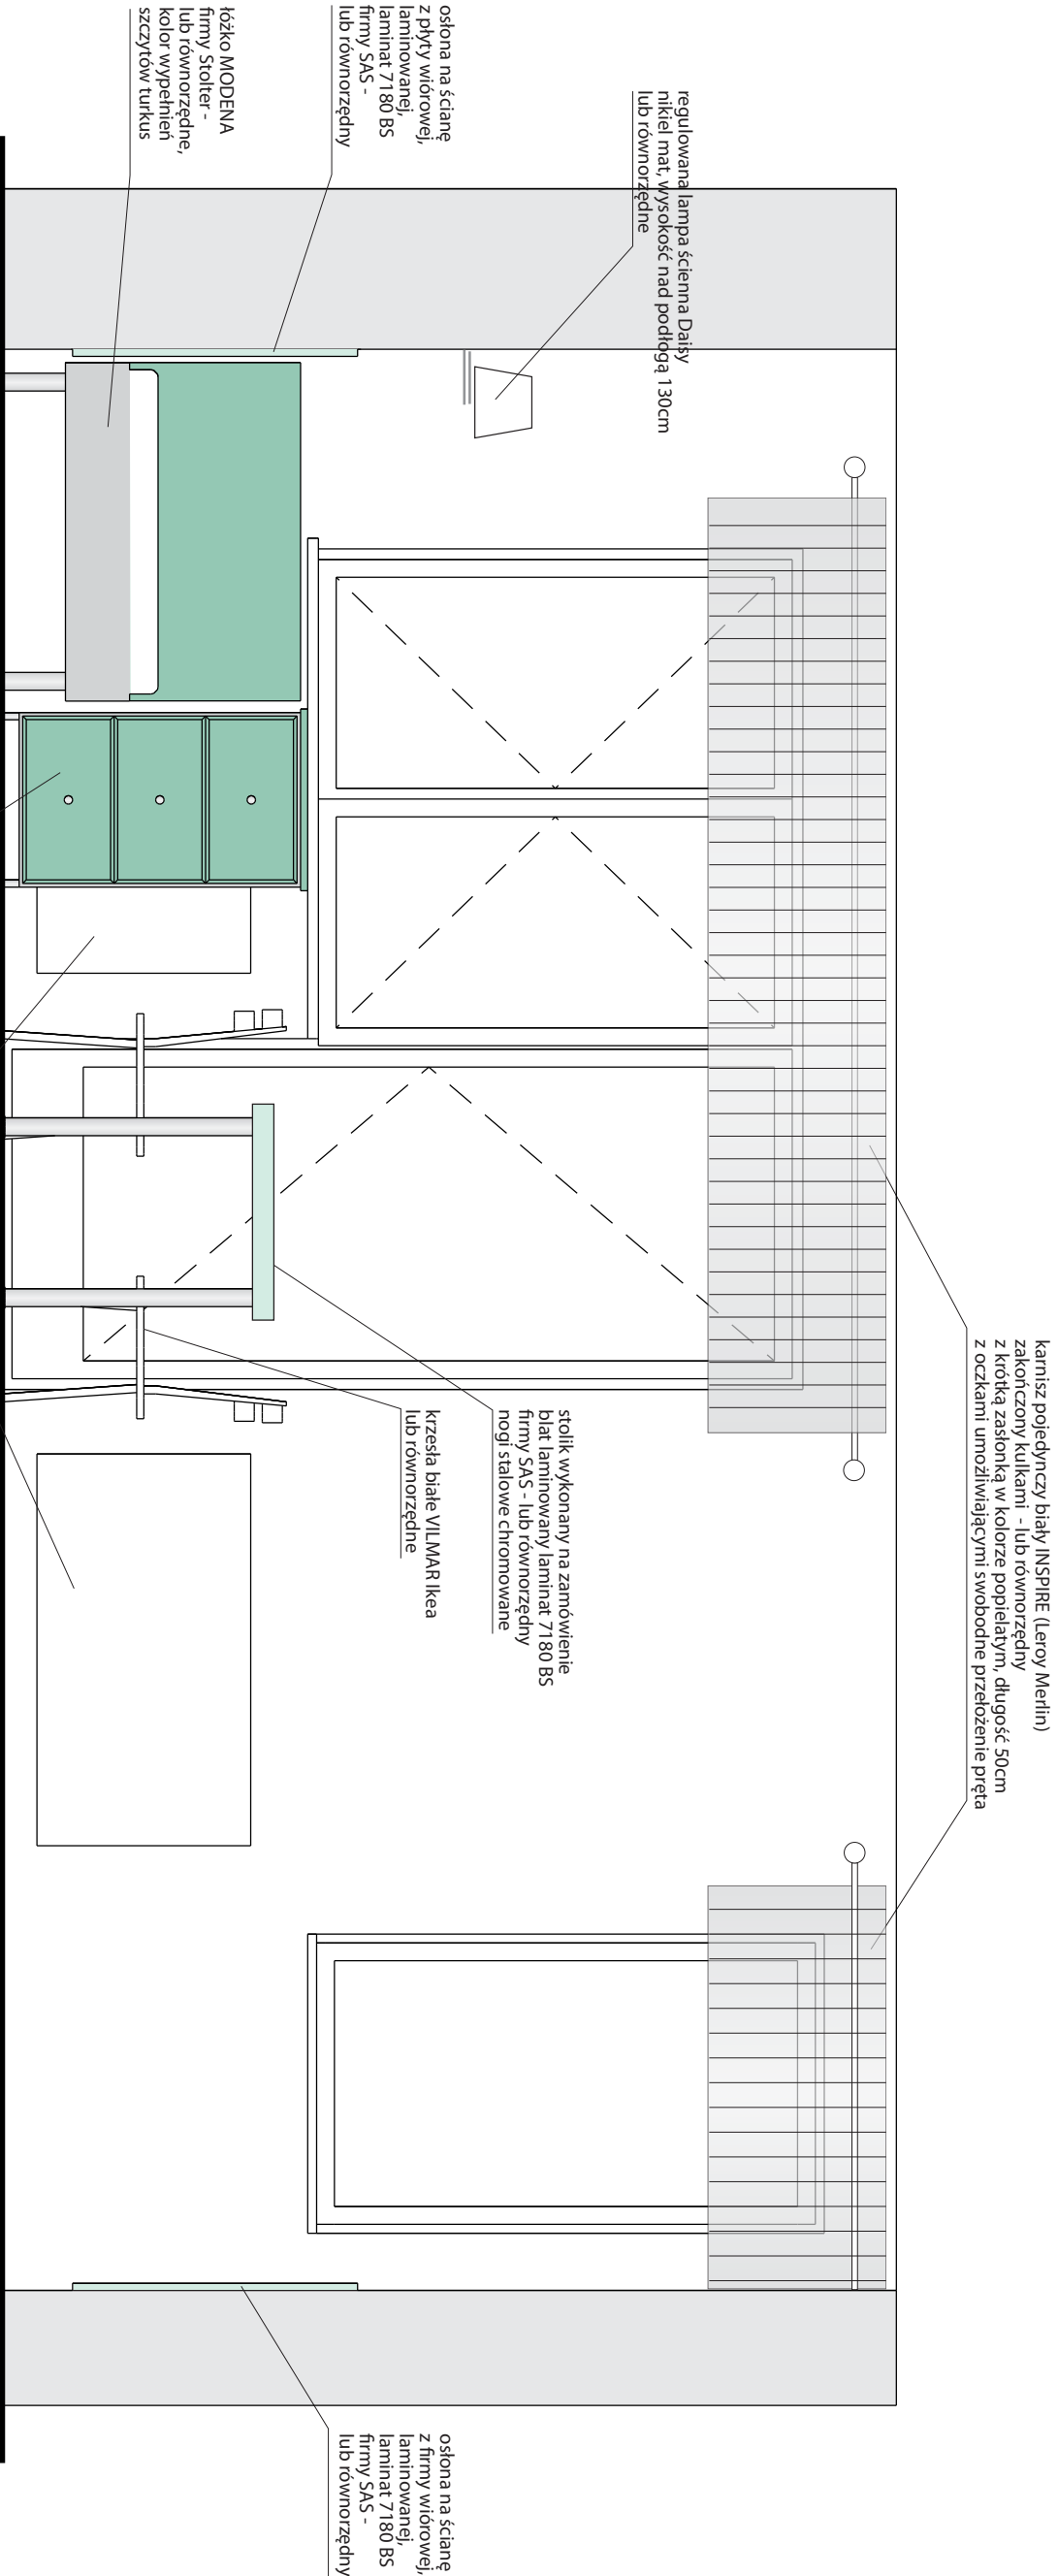 karnisz pojedynczy biały INSPIRE (Leroy Merlin)
zakończony kulkami - lub równorzędny
z krótką zasłonką w kolorze popielatym, długość 50cm
z oczkami umożliwiającymi swobodne przełożenie pręta
regulowana lampa ścienna Daisy
nikiel mat, wysokość nad podłogą 130cm
lub równorzędne
osłona na ścianę
z płyty wiórowej,
laminowanej,
laminat 7180 BS
firmy SAS -
lub równorzędny
łóżko MODENA
firmy Stolter -
lub równorzędne,
kolor wypełnień
szczytów turkus
stolik wykonany na zamówienie
blat laminowany laminat 7180 BS
firmy SAS - lub równorzędny
nogi stalowe chromowane
krzesła białe VILMAR Ikea
lub równorzędne
osłona na ścianę
z firmy wiórowej,
laminowanej,
laminat 7180 BS
firmy SAS -
lub równorzędny